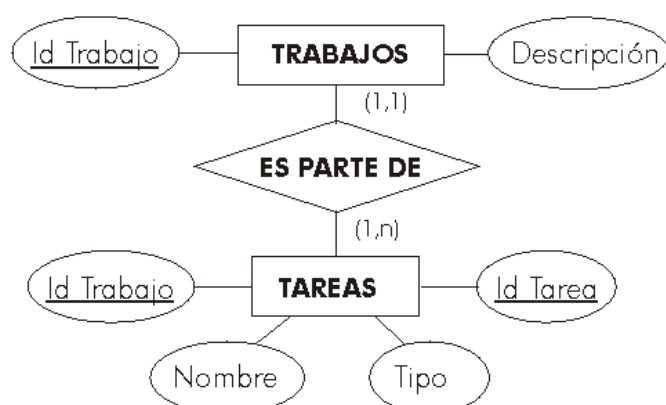 Id Trabajo
TRABAJOS
Descripción
(1,1)
ES PARTE DE
(1,n)
Id Trabajo
TAREAS
Id Tarea
Nombre
Tipo